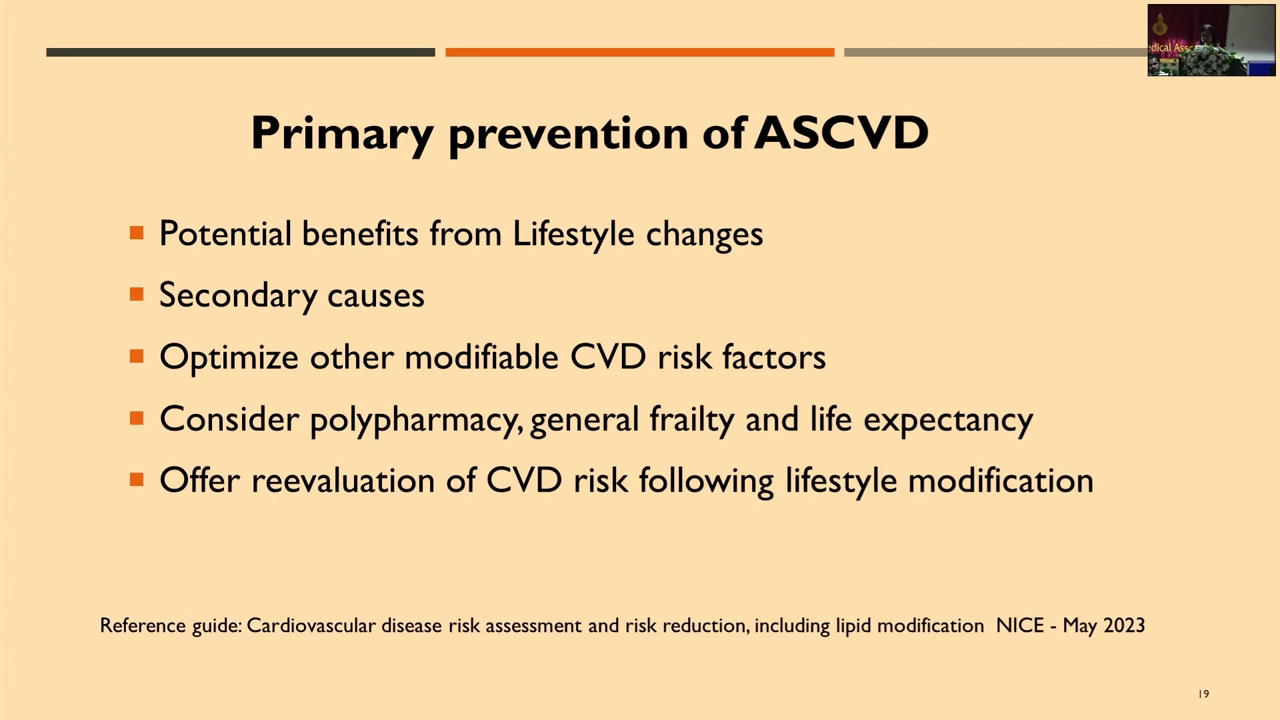 edical Assoc
Primary prevention of ASCVD
Potential benefits from Lifestyle changes
Secondary causes
Optimize other modifiable CVD risk factors
Consider polypharmacy, general frailty and life expectancy
Offer reevaluation of CVD risk following lifestyle modification
Reference guide: Cardiovascular disease risk assessment and risk reduction, including lipid modification NICE - May 2023
19